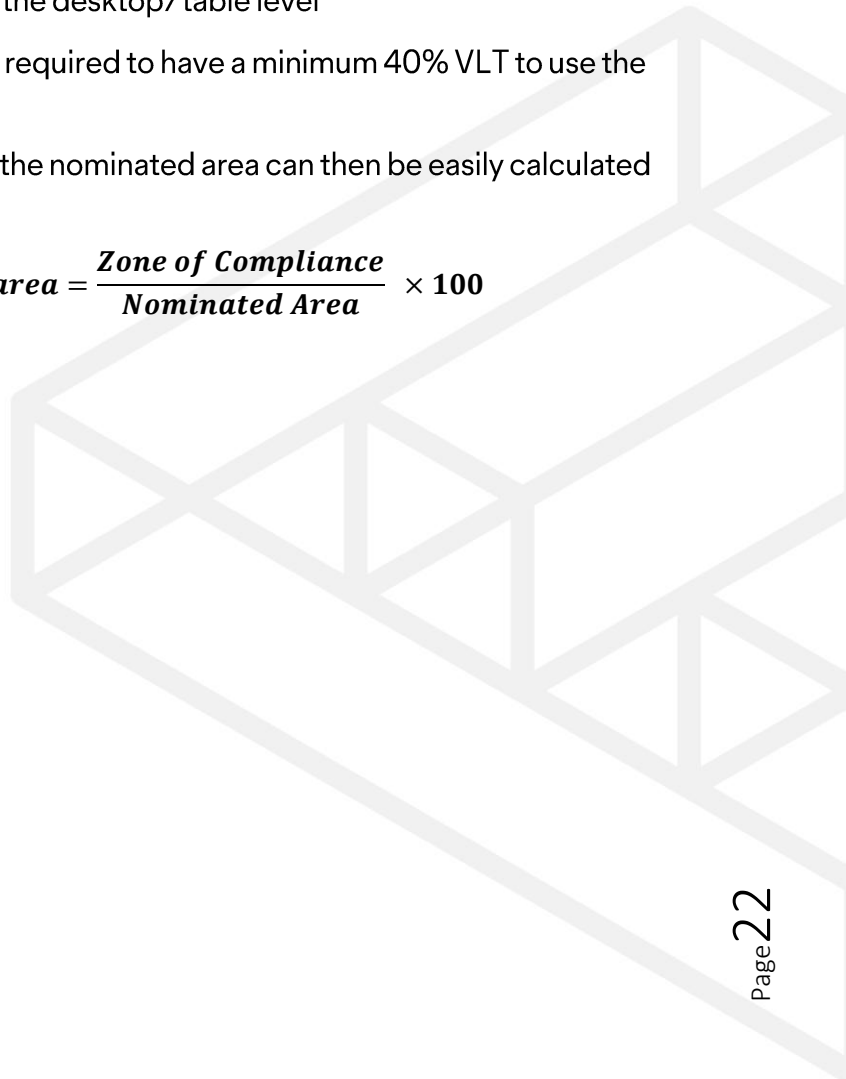 the desktop/table level
required to have a minimum 40% VLT to use the
the nominated area can then be easily calculated
area = Zone of Compliance / Nominated Area × 100
Page 22